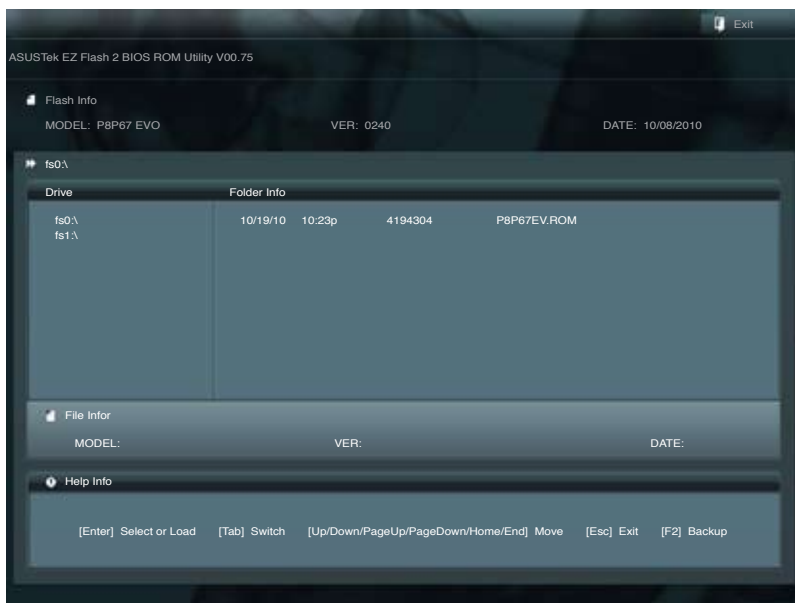 Exit
ASUSTek EZ Flash 2 BIOS ROM Utility V00.75
Flash Info
MODEL: P8P67 EVO VER: 0240 DATE: 10/08/2010
fs0:\
Drive Folder Info
fs0:\ 10/19/10 10:23p 4194304 P8P67EV.ROM
fs1:\
File Infor
MODEL: VER: DATE:
Help Info
[Enter] Select or Load [Tab] Switch [Up/Down/PageUp/PageDown/Home/End] Move [Esc] Exit [F2] Backup